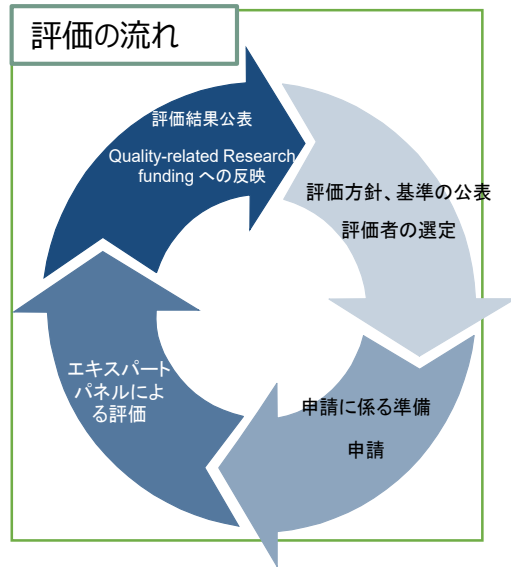 評価の流れ
評価結果公表
Quality-related Research
funding への反映
評価方針、基準の公表
評価者の選定
申請に係る準備
申請
エキスパート
パネルによ
る評価